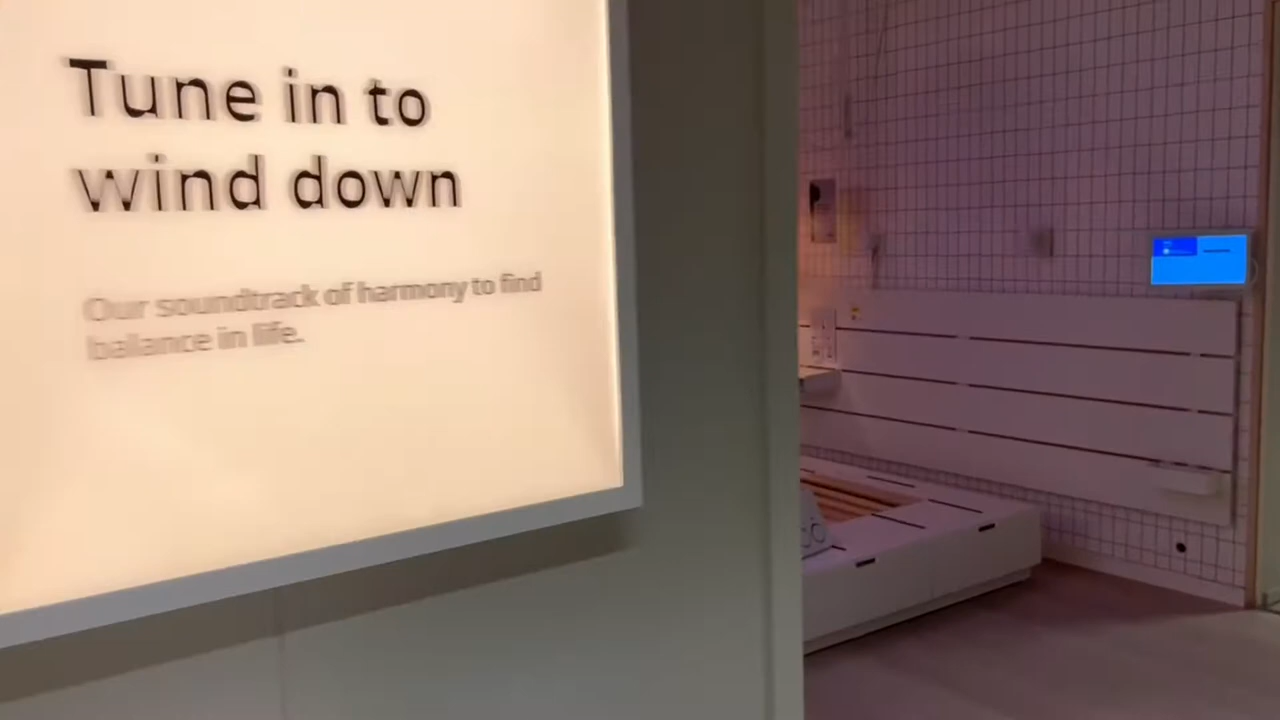 Tune in to
wind down
Our soundtrack of harmony to find
balance in life.